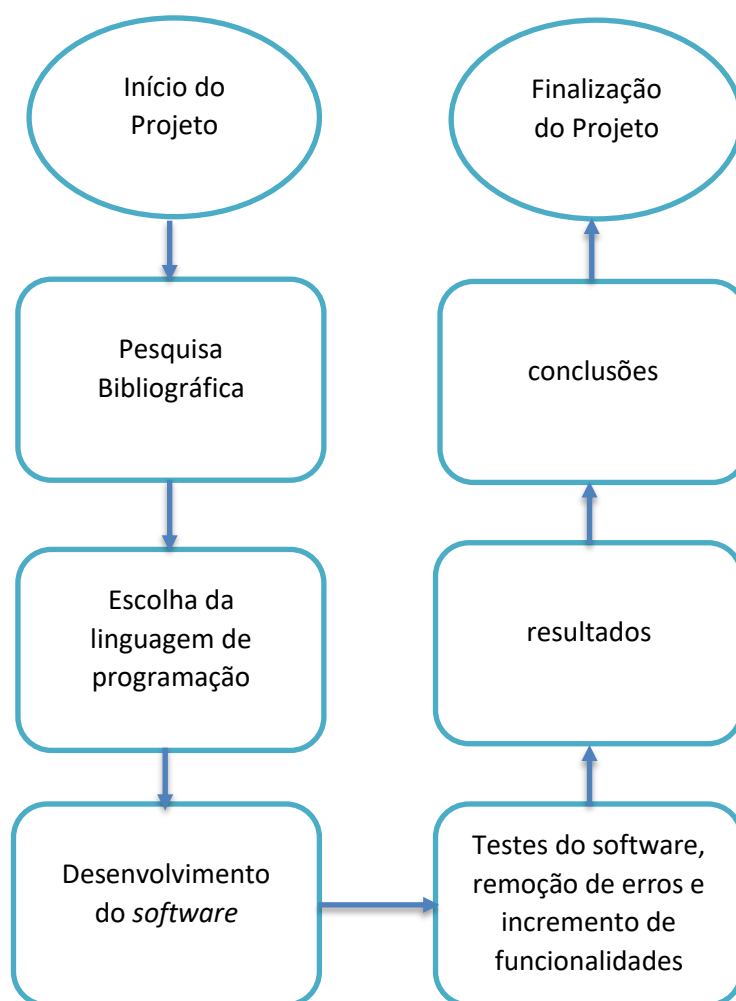 Início do
Projeto
Pesquisa
Bibliográfica
Escolha da
linguagem de
programação
Desenvolvimento
do software
Testes do software,
remoção de erros e
incremento de
funcionalidades
resultados
conclusões
Finalização
do Projeto